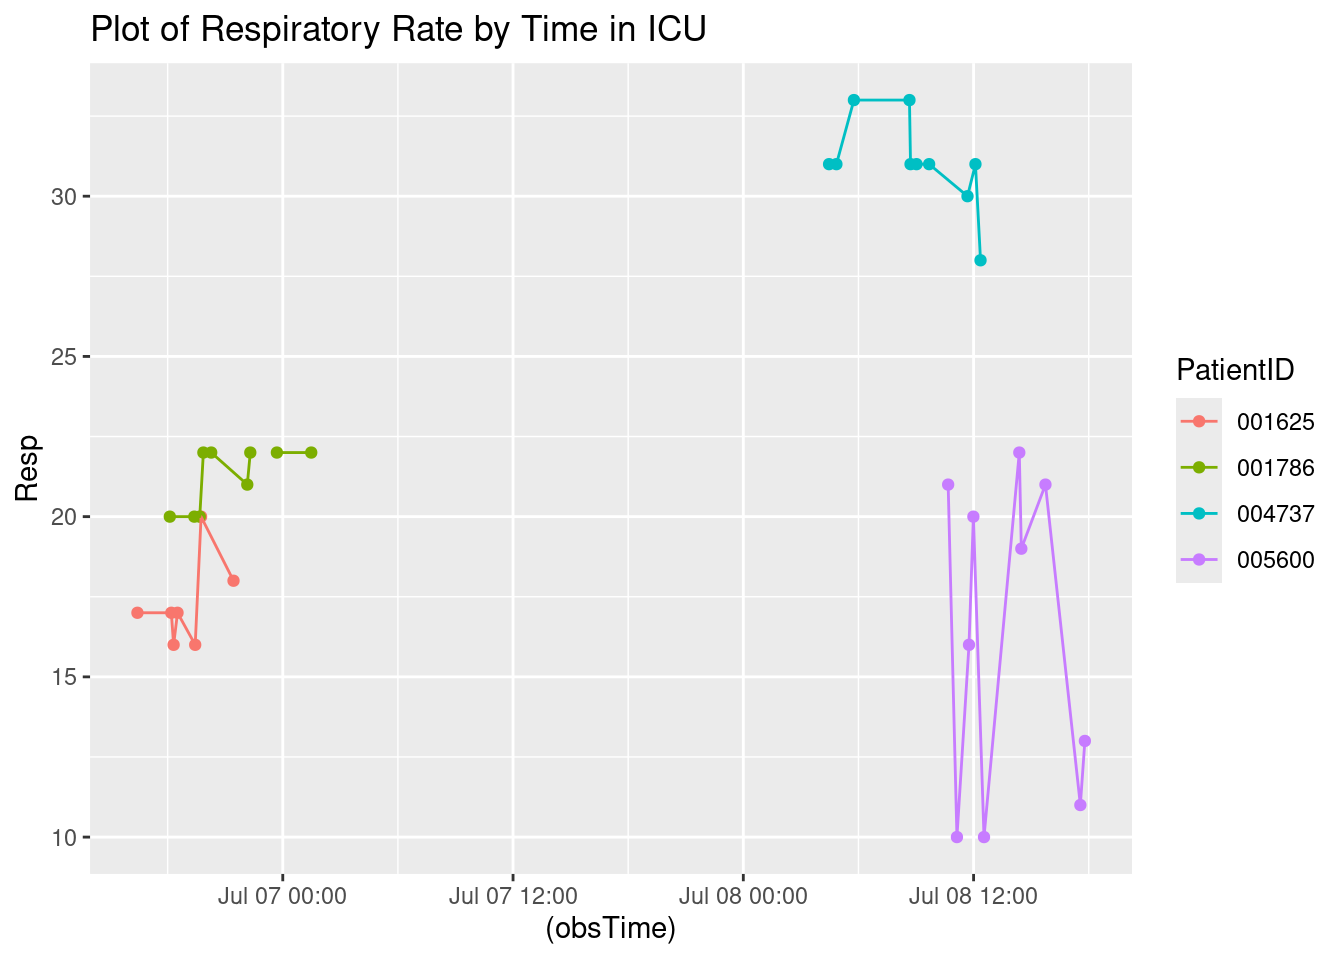 Plot of Respiratory Rate by Time in ICU
Resp
30
25
20
15
10
Jul 07 00:00 Jul 07 12:00 Jul 08 00:00 Jul 08 12:00
(obsTime)
PatientID
001625
001786
004737
005600